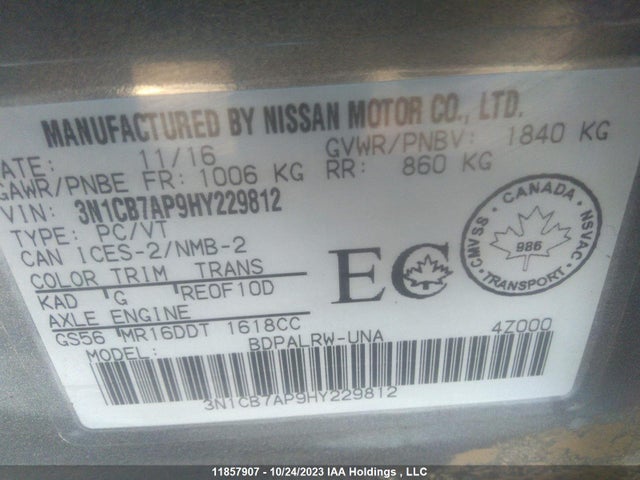 MANUFACTURED BY NISSAN MOTOR CO., LTD.
DATE: 11/16 GVWR/PNBV: 1840 KG
GAWR/PNBE FR: 1006 KG RR: 860 KG
VIN: 3N1CB7AP9HY229812
TYPE: PC/VT
CAN ICES-2/NMB-2
COLOR TRIM TRANS
KAD G RE0F10D
AXLE ENGINE
GS56 MR16DDT 1618CC
MODEL: BDPALRW-UNA 4Z000
3N1CB7AP9HY229812
EC
CANADA
CMVSS NSVAC
986
TRANSPORT
11857907 - 10/24/2023 IAA Holdings , LLC